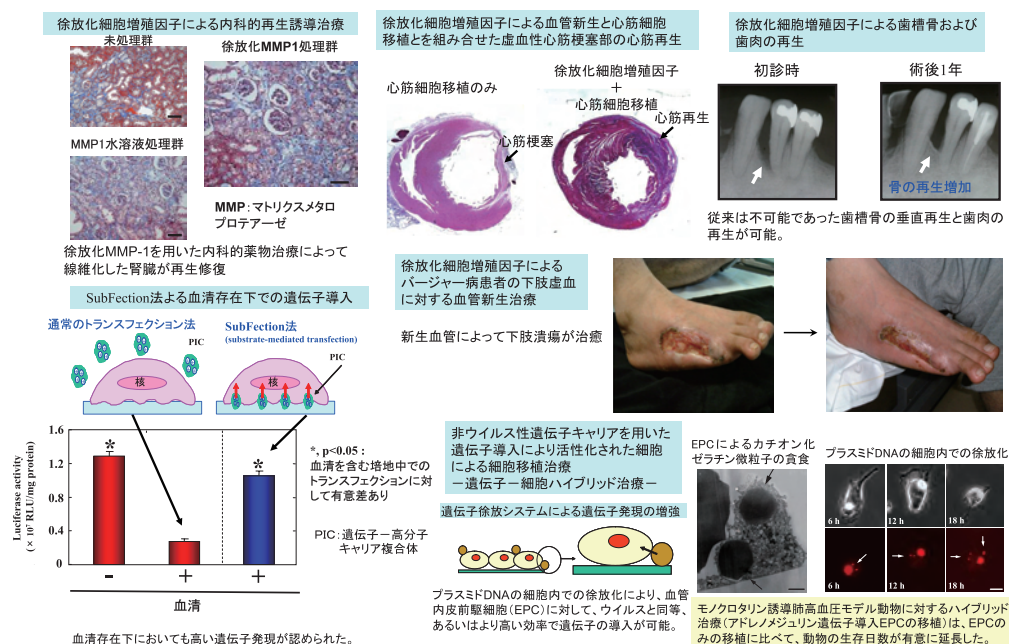 徐放化細胞増殖因子による内科的再生誘導治療
未処理群
徐放化MMP1処理群
MMP1水溶液処理群
MMP：マトリクスメタロ
プロテアーゼ
徐放化MMP-1を用いた内科的薬物治療によって
線維化した腎臓が再生修復
徐放化細胞増殖因子による血管新生と心筋細胞
移植とを組み合せた虚血性心筋梗塞部の心筋再生
心筋細胞移植のみ
徐放化細胞増殖因子
+
心筋細胞移植
心筋梗塞
心筋再生
徐放化細胞増殖因子による歯槽骨および
歯肉の再生
初診時
術後1年
骨の再生増加
従来は不可能であった歯槽骨の垂直再生と歯肉の
再生が可能。
徐放化細胞増殖因子による
バージャー病患者の下肢虚血
に対する血管新生治療
新生血管によって下肢潰瘍が治癒
SubFection法よる血清存在下での遺伝子導入
通常のトランスフェクション法
PIC
核
SubFection法
(substrate-mediated transfection)
PIC
核
Luciferase activity
(× 10⁷ RLU/mg protein)
1.6
1.2
0.8
0.4
0
*
*
-
+
+
血清
*, p<0.05 :
血清を含む培地中での
トランスフェクションに対
して有意差あり
PIC：遺伝子－高分子
キャリア複合体
血清存在下においても高い遺伝子発現が認められた。
非ウイルス性遺伝子キャリアを用いた
遺伝子導入により活性化された細胞
による細胞移植治療
－遺伝子－細胞ハイブリッド治療－
遺伝子徐放システムによる遺伝子発現の増強
プラスミドDNAの細胞内での徐放化により、血管
内皮前駆細胞（EPC）に対して、ウイルスと同等、
あるいはより高い効率で遺伝子の導入が可能。
EPCによるカチオン化
ゼラチン微粒子の貪食
プラスミドDNAの細胞内での徐放化
6 h
12 h
18 h
6 h
12 h
18 h
モノクロタリン誘導肺高血圧モデル動物に対するハイブリッド
治療（アドレノメジュリン遺伝子導入EPCの移植）は、EPCの
みの移植に比べて、動物の生存日数が有意に延長した。